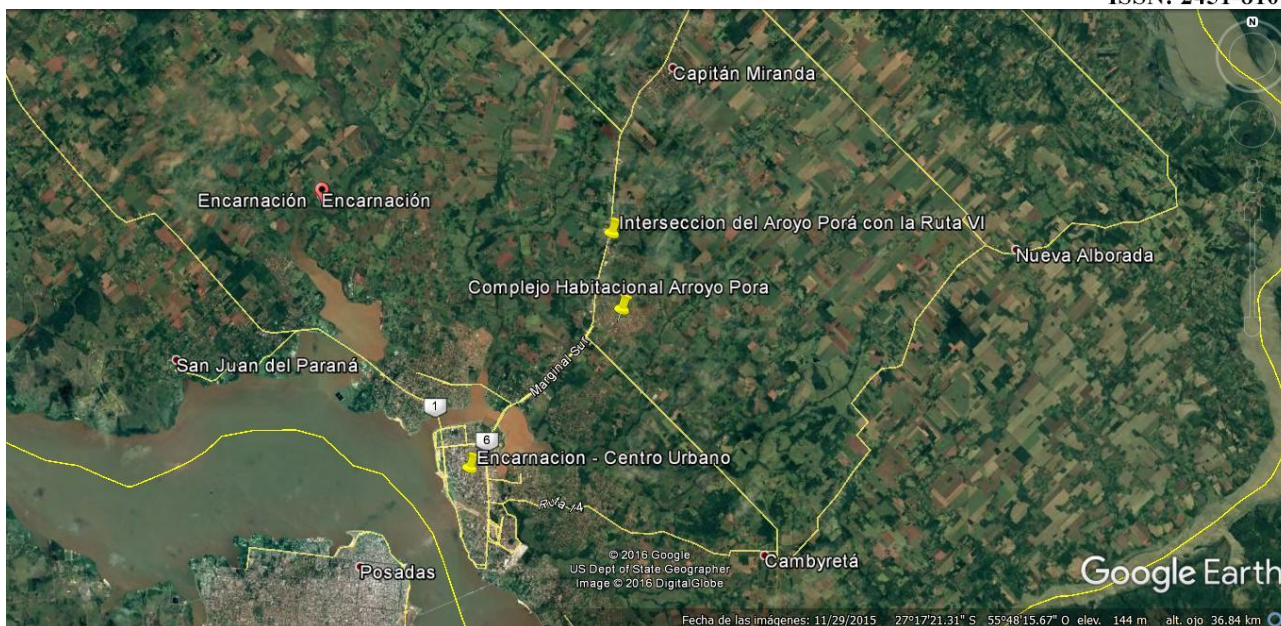 Capitán Miranda
Encarnación Encarnación
Interseccion del Aroyo Porá con la Ruta VI
Nueva Alborada
Complejo Habitacional Arroyo Pora
San Juan del Paraná
Marginal Sur
1
6
Encarnacion - Centro Urbano
Ruta 14
© 2016 Google
US Dept of State Geographer
Image © 2016 DigitalGlobe
Cambyretá
Posadas
Google Earth
Fecha de las imágenes: 11/29/2015 27°17'21.31" S 55°48'15.67" O elev. 144 m alt. ojo 36.84 km
N